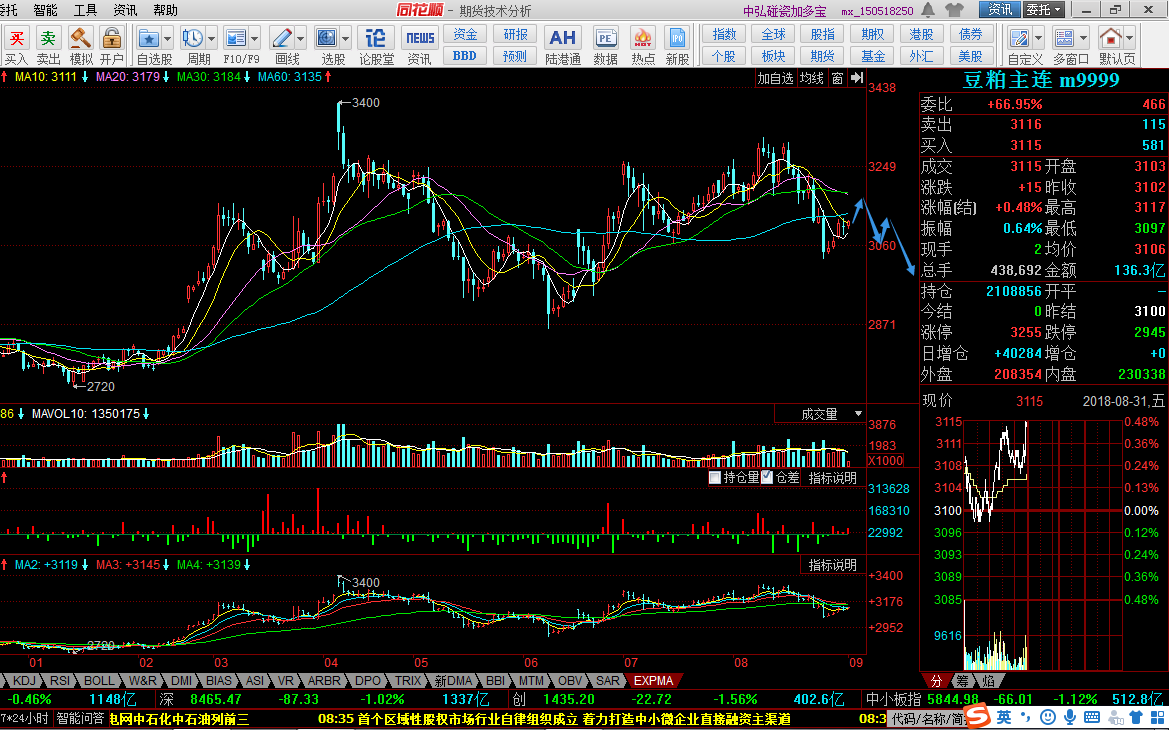 委托 智能 工具 资讯 帮助 同花顺 - 期货技术分析 中弘碰瓷加多宝 mx_150518250 资讯 委托
买 卖 论 NEWS 资金 研报 AH PE HOT IPO 指数 全球 股指 期权 港股 债券
买入 卖出 模拟 开户 自选股 周期 F10/F9 画线 选股 论股堂 资讯 BBD 预测 陆港通 数据 热点 新股 个股 板块 期货 基金 外汇 美股 自定义 多窗口 默认页
MA10: 3111 MA20: 3179 MA30: 3184 MA60: 3135 加自选 均线 窗
3438
3400
3249
3060
2871
2720
豆粕主连 m9999
委比 +66.95% 466
卖出 3116 115
买入 3115 581
成交 3115 开盘 3103
涨跌 +15 昨收 3102
涨幅(结) +0.48% 最高 3117
振幅 0.64% 最低 3097
现手 2 均价 3106
总手 438,692 金额 136.3亿
持仓 2108856 开平 –
今结 0 昨结 3100
涨停 3255 跌停 2945
日增仓 +40284 增仓 +0
外盘 208354 内盘 230338
现价 3115 2018-08-31,五
86 MAVOL10: 1350175 成交量
3876
1983
X1000
持仓量 仓差 指标说明
313628
168310
22992
MA2: +3119 MA3: +3145 MA4: +3139 指标说明
3400
+3400
+3176
+2952
2720
01 02 03 04 05 06 07 08 09
3115 0.48%
3111 0.36%
3108 0.24%
3104 0.13%
3100 0.00%
3096 0.12%
3093 0.24%
3089 0.36%
3085 0.48%
9616
KDJ RSI BOLL W&R DMI BIAS ASI VR ARBR DPO TRIX 新DMA BBI MTM OBV SAR EXPMA 分 筹 焰
-0.46% 1148亿 深 8465.47 -87.33 -1.02% 1337亿 创 1435.20 -22.72 -1.56% 402.6亿 中小板指 5844.98 -66.01 -1.12% 512.8亿
7*24小时 智能问答 电网中石化中石油列前三 08:35 首个区域性股权市场行业自律组织成立 着力打造中小微企业直接融资主渠道 08:3 代码/名称/简 S 英